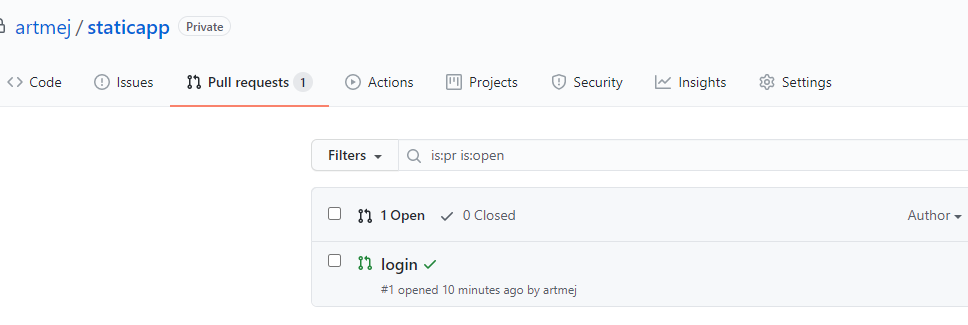 artmej / staticapp Private
Code Issues Pull requests 1 Actions Projects Security Insights Settings
Filters is:pr is:open
1 Open 0 Closed Author
login
#1 opened 10 minutes ago by artmej